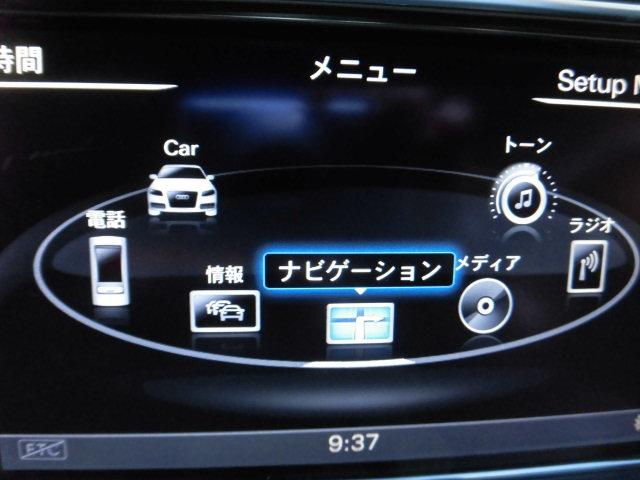 時間
メニュー
Setup M
Car
トーン
電話
ラジオ
情報
ナビゲーション
メディア
ETC
9:37